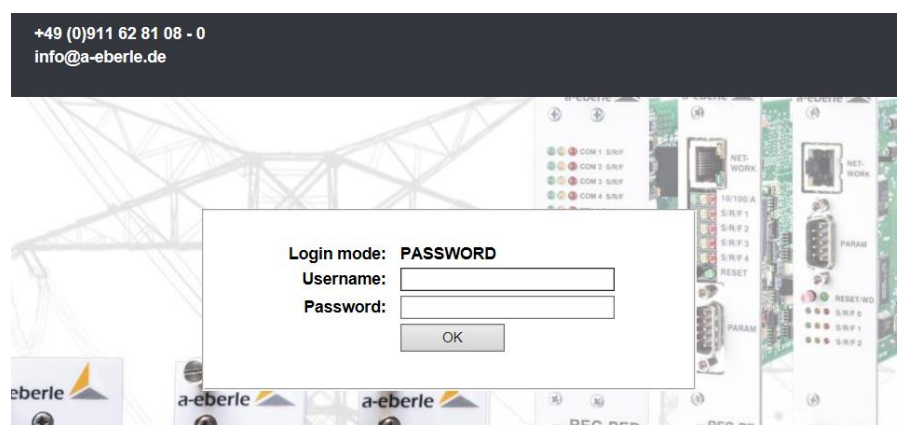 +49 (0)911 62 81 08 - 0
info@a-eberle.de
a-eberle
COM 1 S/R/F
COM 2 S/R/F
COM 3 S/R/F
COM 4 S/R/F
NET-
WORK
10/100/A
S/R/F 1
S/R/F 2
S/R/F 3
S/R/F 4
RESET
PARAM
NET-
WORK
PARAM
RESET/WD
S/R/F 0
S/R/F 1
S/R/F 2
Login mode: PASSWORD
Username:
Password:
OK
eberle
a-eberle
a-eberle